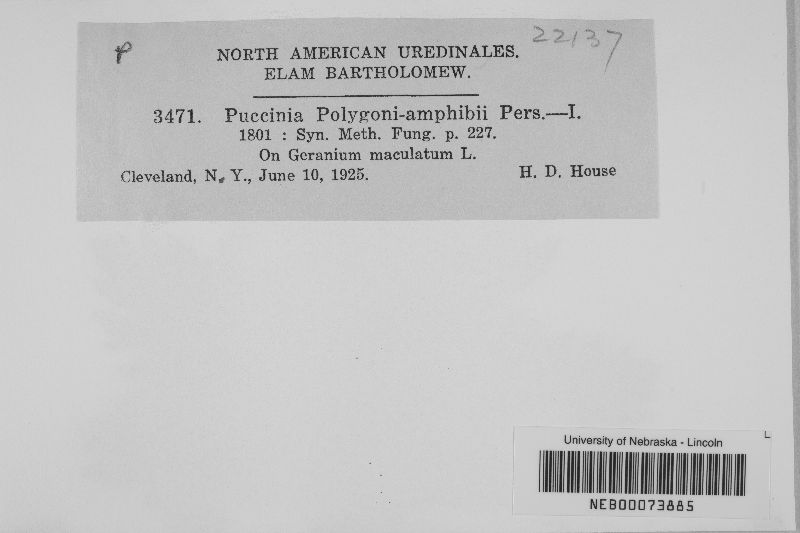 22137
P
NORTH AMERICAN UREDINALES.
ELAM BARTHOLOMEW.
3471. Puccinia Polygoni-amphibii Pers.—I.
1801 : Syn. Meth. Fung. p. 227.
On Geranium maculatum L.
Cleveland, N. Y., June 10, 1925. H. D. House
University of Nebraska - Lincoln
L
NEB00073885